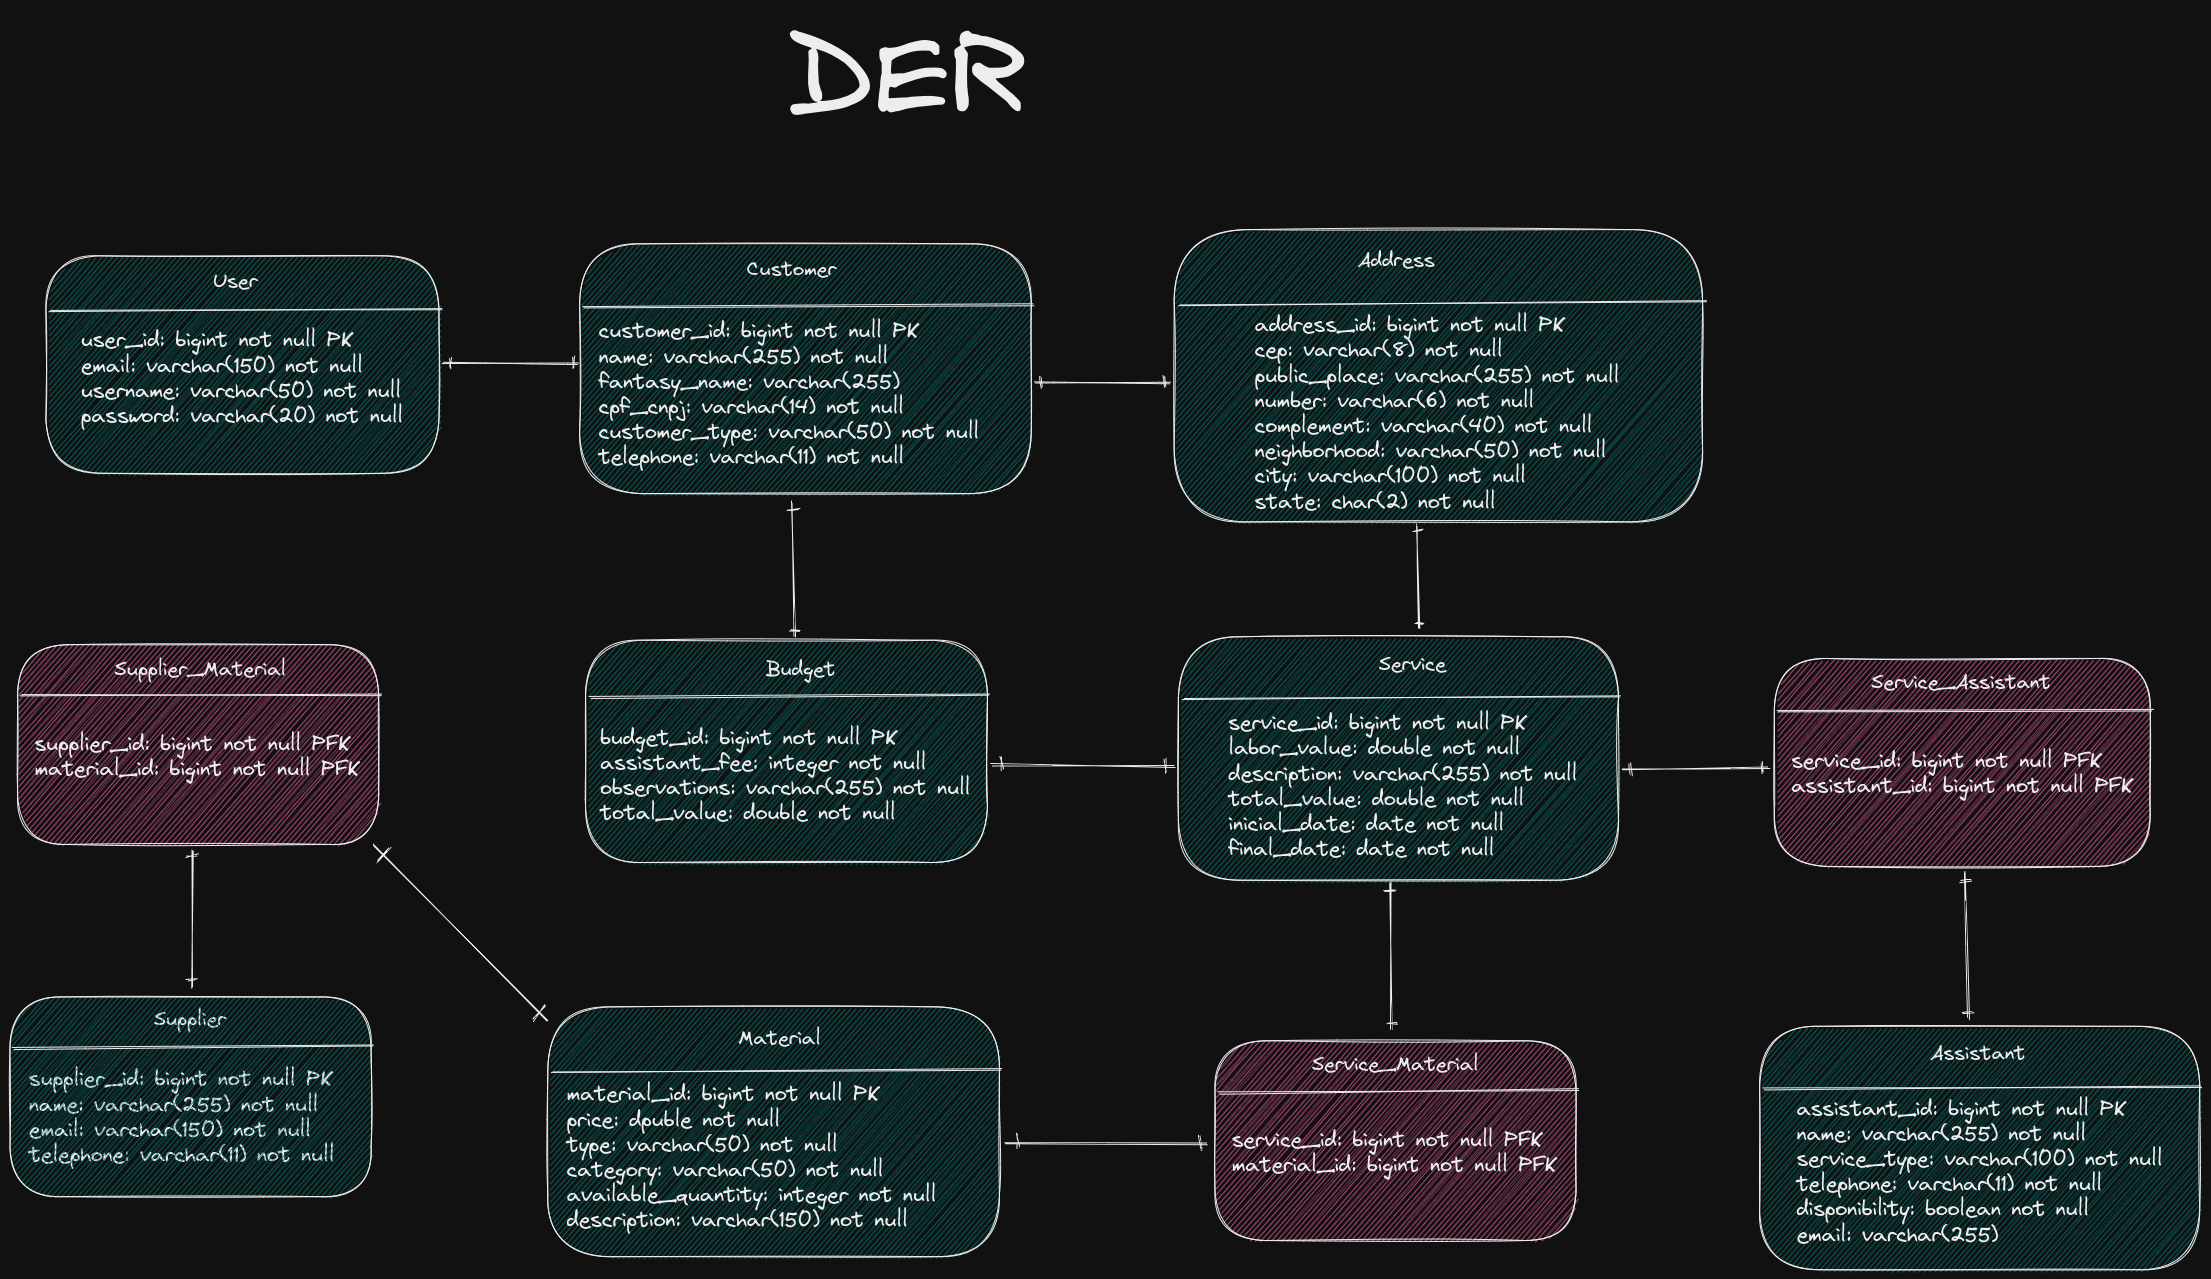 DER
User
user_id: bigint not null PK
email: varchar(150) not null
username: varchar(50) not null
password: varchar(20) not null
Customer
customer_id: bigint not null PK
name: varchar(255) not null
fantasy_name: varchar(255)
cpf_cnpj: varchar(14) not null
customer_type: varchar(50) not null
telephone: varchar(11) not null
Address
address_id: bigint not null PK
cep: varchar(8) not null
public_place: varchar(255) not null
number: varchar(6) not null
complement: varchar(40) not null
neighborhood: varchar(50) not null
city: varchar(100) not null
state: char(2) not null
Supplier_Material
supplier_id: bigint not null PFK
material_id: bigint not null PFK
Budget
budget_id: bigint not null PK
assistant_fee: integer not null
observations: varchar(255) not null
total_value: double not null
Service
service_id: bigint not null PK
labor_value: double not null
description: varchar(255) not null
total_value: double not null
inicial_date: date not null
final_date: date not null
Service_Assistant
service_id: bigint not null PFK
assistant_id: bigint not null PFK
Supplier
supplier_id: bigint not null PK
name: varchar(255) not null
email: varchar(150) not null
telephone: varchar(11) not null
Material
material_id: bigint not null PK
price: dpuble not null
type: varchar(50) not null
category: varchar(50) not null
available_quantity: integer not null
description: varchar(150) not null
Service_Material
service_id: bigint not null PFK
material_id: bigint not null PFK
Assistant
assistant_id: bigint not null PK
name: varchar(255) not null
service_type: varchar(100) not null
telephone: varchar(11) not null
disponibility: boolean not null
email: varchar(255)